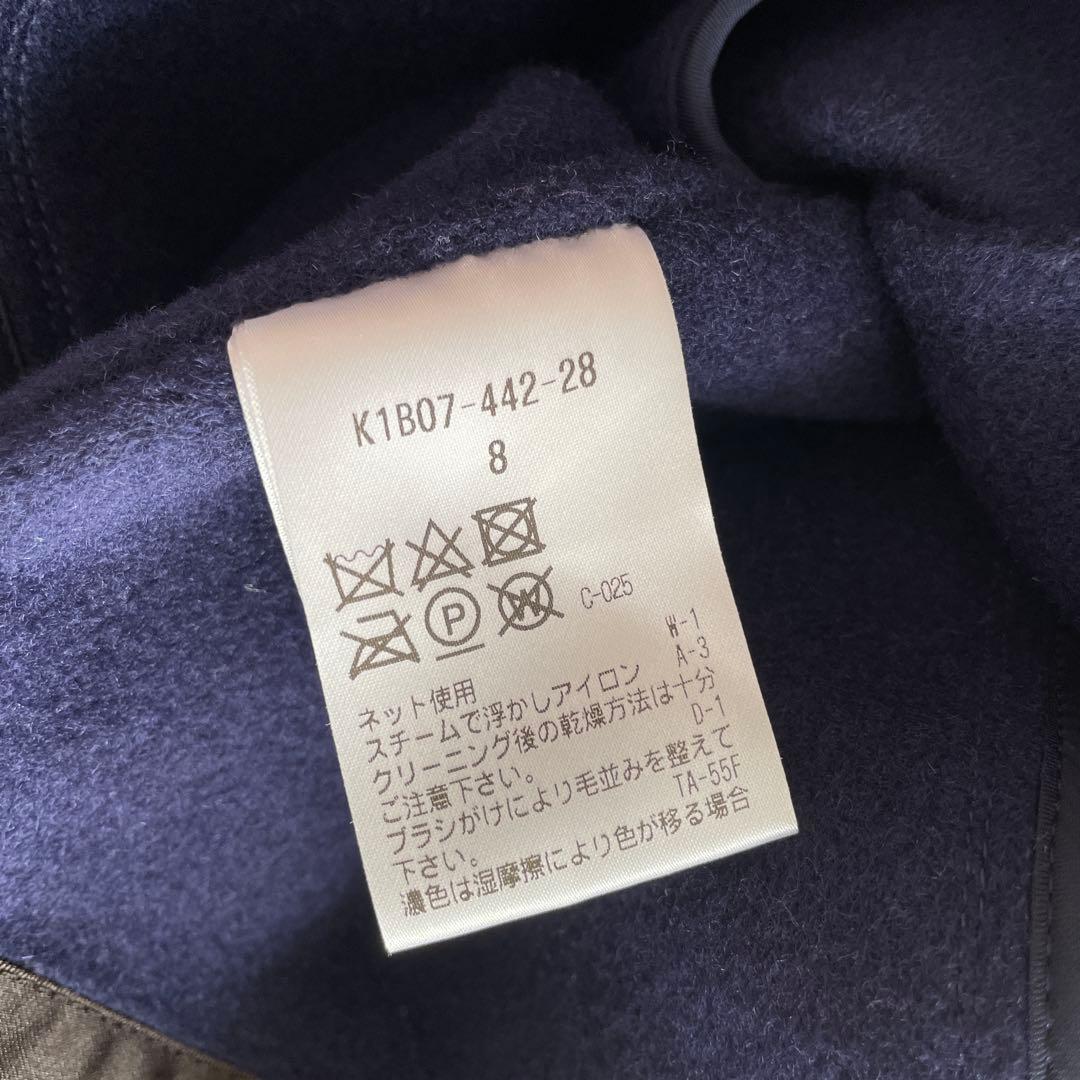 K1B07-442-28
8
P W C-025
ネット使用 W-1
スチームで浮かしアイロン A-3
クリーニング後の乾燥方法は十分
ご注意下さい。 D-1
ブラシがけにより毛並みを整えて
下さい。 TA-55F
濃色は湿摩擦により色が移る場合